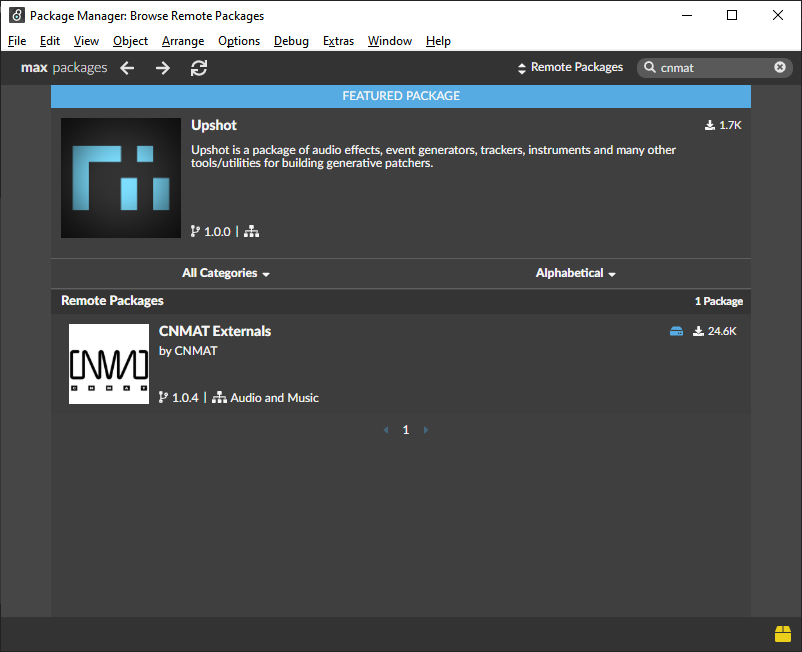 Package Manager: Browse Remote Packages
File Edit View Object Arrange Options Debug Extras Window Help
max packages
Remote Packages
cnmat
FEATURED PACKAGE
Upshot
1.7K
Upshot is a package of audio effects, event generators, trackers, instruments and many other
tools/utilities for building generative patchers.
1.0.0 |
All Categories
Alphabetical
Remote Packages
1 Package
CNMAT
CNMAT
CNMAT Externals
24.6K
by CNMAT
1.0.4 | Audio and Music
1